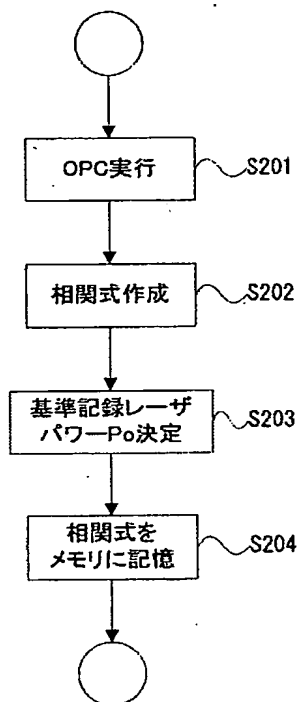 OPC実行
S201
相関式作成
S202
基準記録レーザ
パワーPo決定
S203
相関式を
メモリに記憶
S204